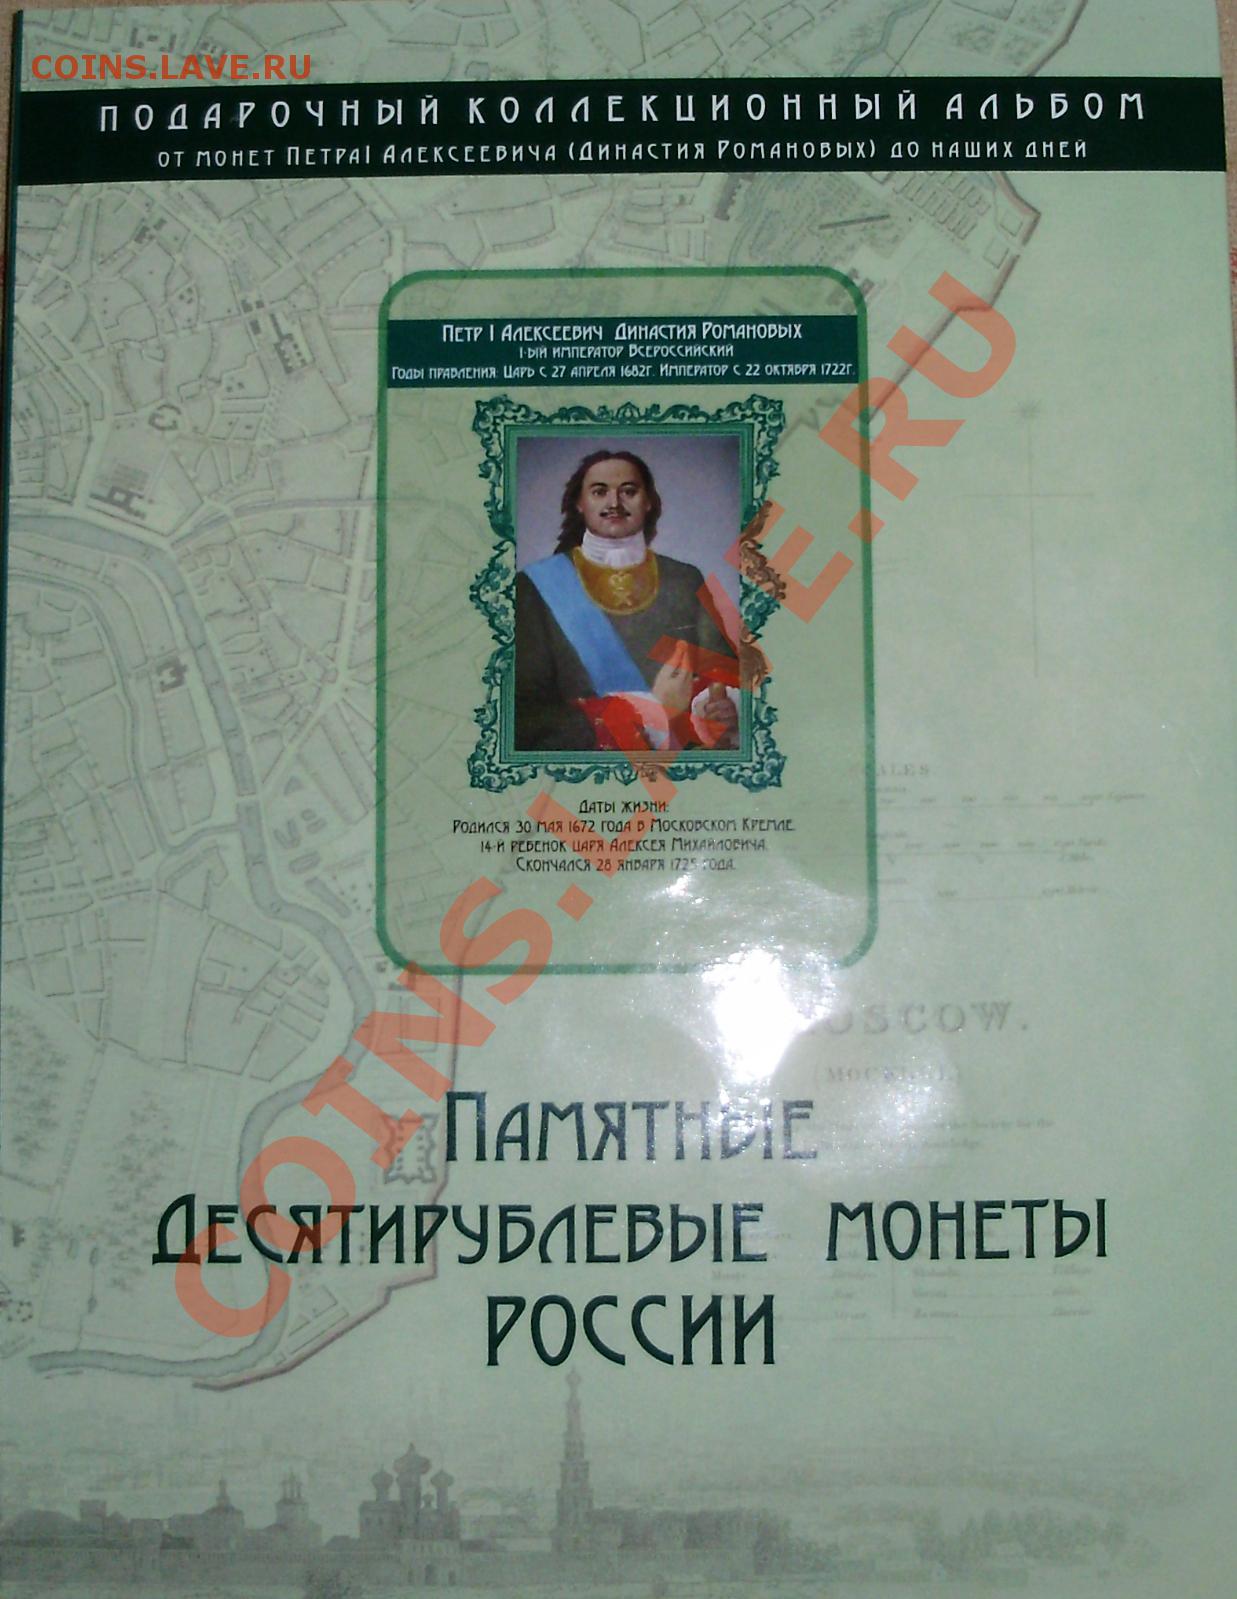 COINS.LAVE.RU
ПОДАРОЧНЫЙ КОЛЛЕКЦИОННЫЙ АЛЬБОМ
ОТ МОНЕТ ПЕТРАI АЛЕКСЕЕВИЧА (ДИНАСТИЯ РОМАНОВЫХ) ДО НАШИХ ДНЕЙ
ПЕТР I АЛЕКСЕЕВИЧ ДИНАСТИЯ РОМАНОВЫХ
I-ЫЙ ИМПЕРАТОР ВСЕРОССИЙСКИЙ
ГОДЫ ПРАВЛЕНИЯ: ЦАРЬ С 27 АПРЕЛЯ 1682Г. ИМПЕРАТОР С 22 ОКТЯБРЯ 1722Г.
COINS.LAVE.RU
ДАТЫ ЖИЗНИ:
РОДИЛСЯ 30 МАЯ 1672 ГОДА В МОСКОВСКОМ КРЕМЛЕ.
14-Й РЕБЕНОК ЦАРЯ АЛЕКСЕЯ МИХАЙЛОВИЧА.
СКОНЧАЛСЯ 28 ЯНВАРЯ 1725 ГОДА.
ПАМЯТНЫЕ
ДЕСЯТИРУБЛЕВЫЕ МОНЕТЫ
РОССИИ